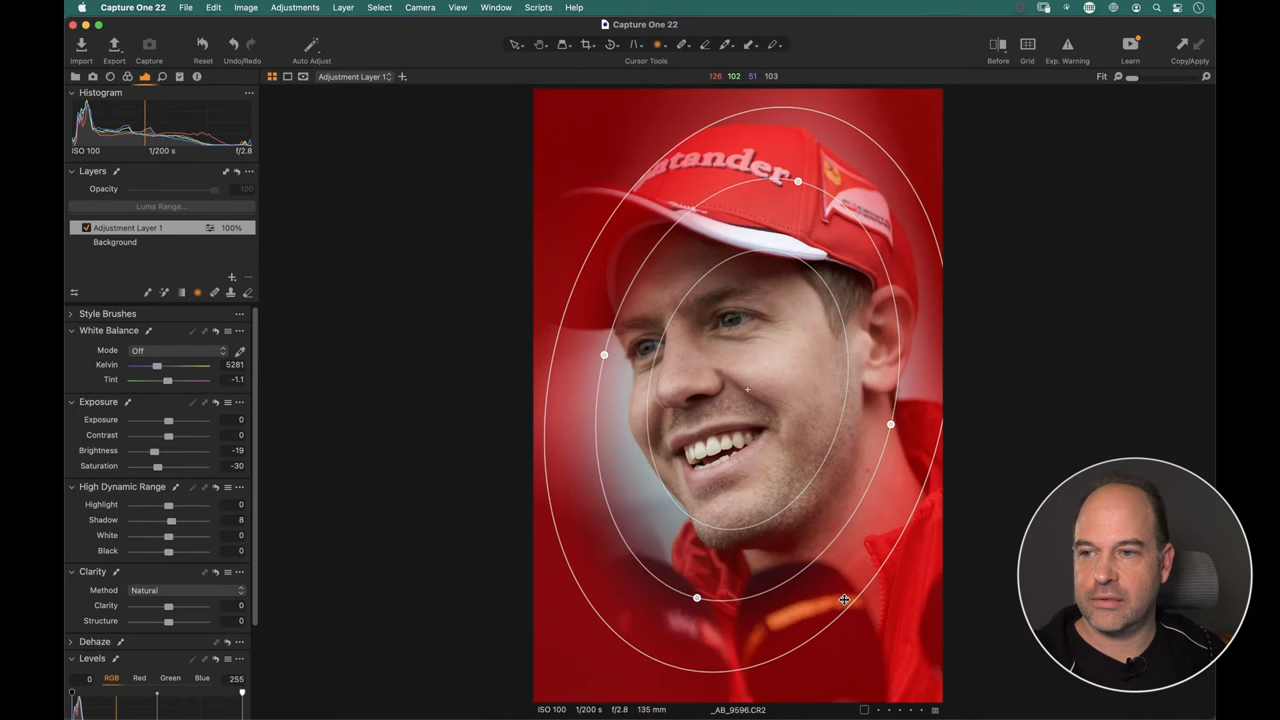 Capture One 22 File Edit Image Adjustments Layer Select Camera View Window Scripts Help
Capture One 22
Import Export Capture Reset Undo/Redo Auto Adjust Cursor Tools Before Grid Exp. Warning Learn Copy/Apply
Adjustment Layer 1 126 102 51 103 Fit
Histogram
ISO 100 1/200 s f/2.8
Layers
Opacity 100
Luma Range...
Adjustment Layer 1 100%
Background
Style Brushes
White Balance
Mode Off
Kelvin 5281
Tint -1.1
Exposure
Exposure 0
Contrast 0
Brightness -19
Saturation -30
High Dynamic Range
Highlight 0
Shadow 8
White 0
Black 0
Clarity
Method Natural
Clarity 0
Structure 0
Dehaze
Levels
0 RGB Red Green Blue 255
antander
ISO 100 1/200 s f/2.8 135 mm _AB_9596.CR2